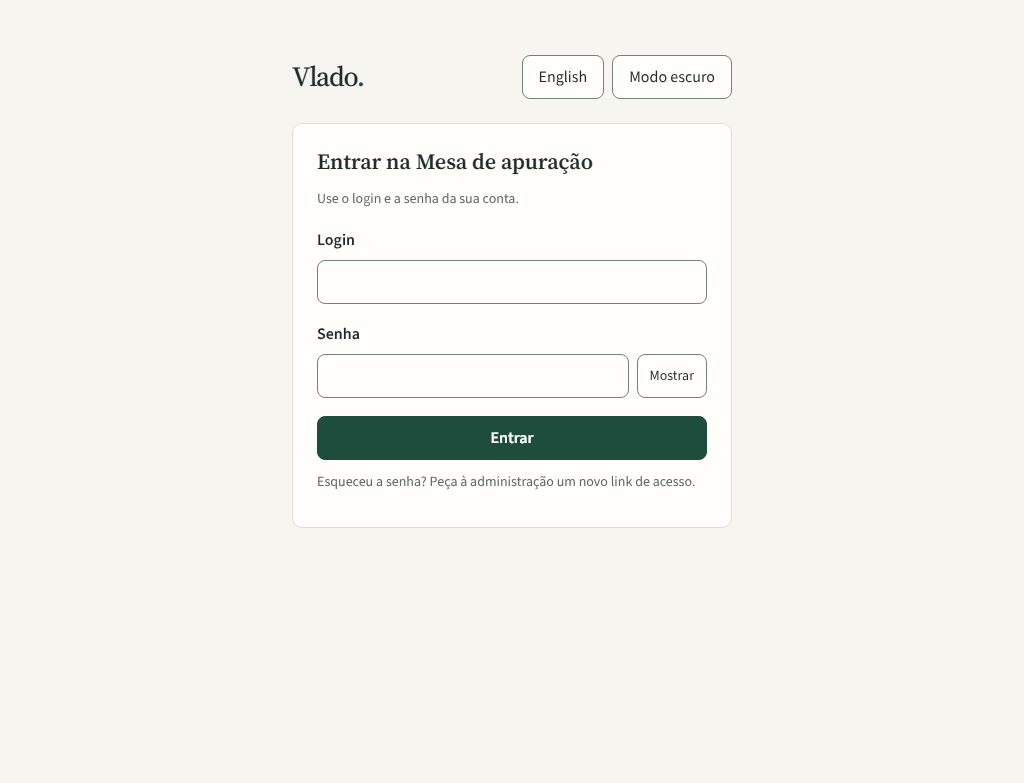 Vlado.
English
Modo escuro
Entrar na Mesa de apuração
Use o login e a senha da sua conta.
Login
Senha
Mostrar
Entrar
Esqueceu a senha? Peça à administração um novo link de acesso.